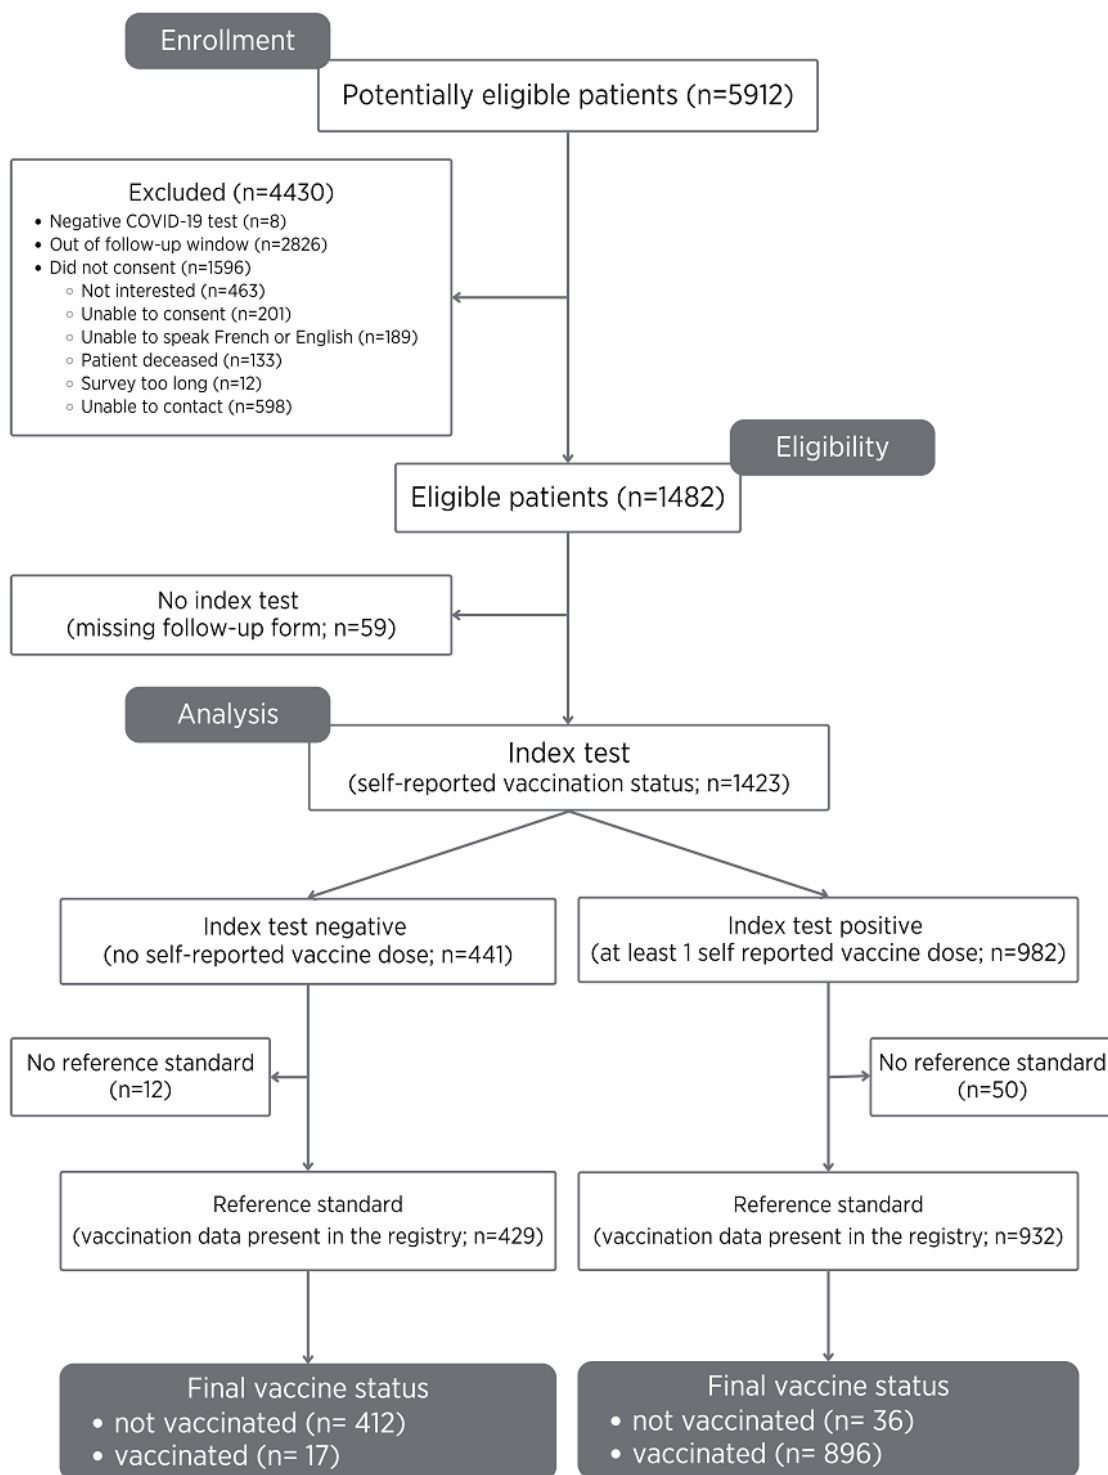 Enrollment
Potentially eligible patients (n=5912)
Excluded (n=4430)
• Negative COVID-19 test (n=8)
• Out of follow-up window (n=2826)
• Did not consent (n=1596)
◦ Not interested (n=463)
◦ Unable to consent (n=201)
◦ Unable to speak French or English (n=189)
◦ Patient deceased (n=133)
◦ Survey too long (n=12)
◦ Unable to contact (n=598)
Eligibility
Eligible patients (n=1482)
No index test
(missing follow-up form; n=59)
Analysis
Index test
(self-reported vaccination status; n=1423)
Index test negative
(no self-reported vaccine dose; n=441)
Index test positive
(at least 1 self reported vaccine dose; n=982)
No reference standard
(n=12)
No reference standard
(n=50)
Reference standard
(vaccination data present in the registry; n=429)
Reference standard
(vaccination data present in the registry; n=932)
Final vaccine status
• not vaccinated (n= 412)
• vaccinated (n= 17)
Final vaccine status
• not vaccinated (n= 36)
• vaccinated (n= 896)